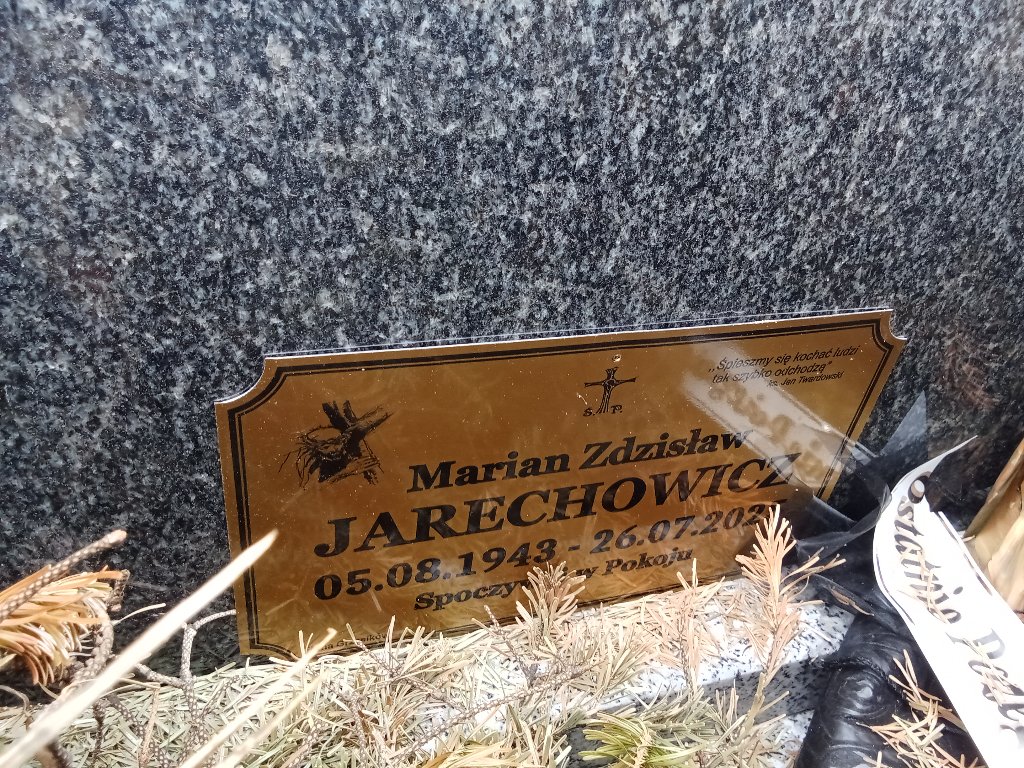 „Śpieszmy się kochać ludzi
tak szybko odchodzą"
ks. Jan Twardowski
Ś. P.
Marian Zdzisław
JARECHOWICZ
05.08.1943 - 26.07.202
w Pokoju
Ostatnie